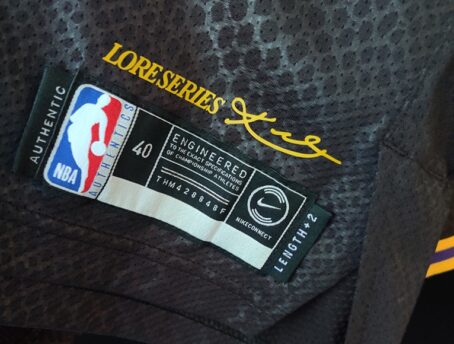 LORE SERIES
AUTHENTIC
NBA
AUTHENTICS
40
ENGINEERED
TO THE EXACT SPECIFICATIONS
OF CHAMPIONSHIP ATHLETES
NIKECONNECT
LENGTH+2